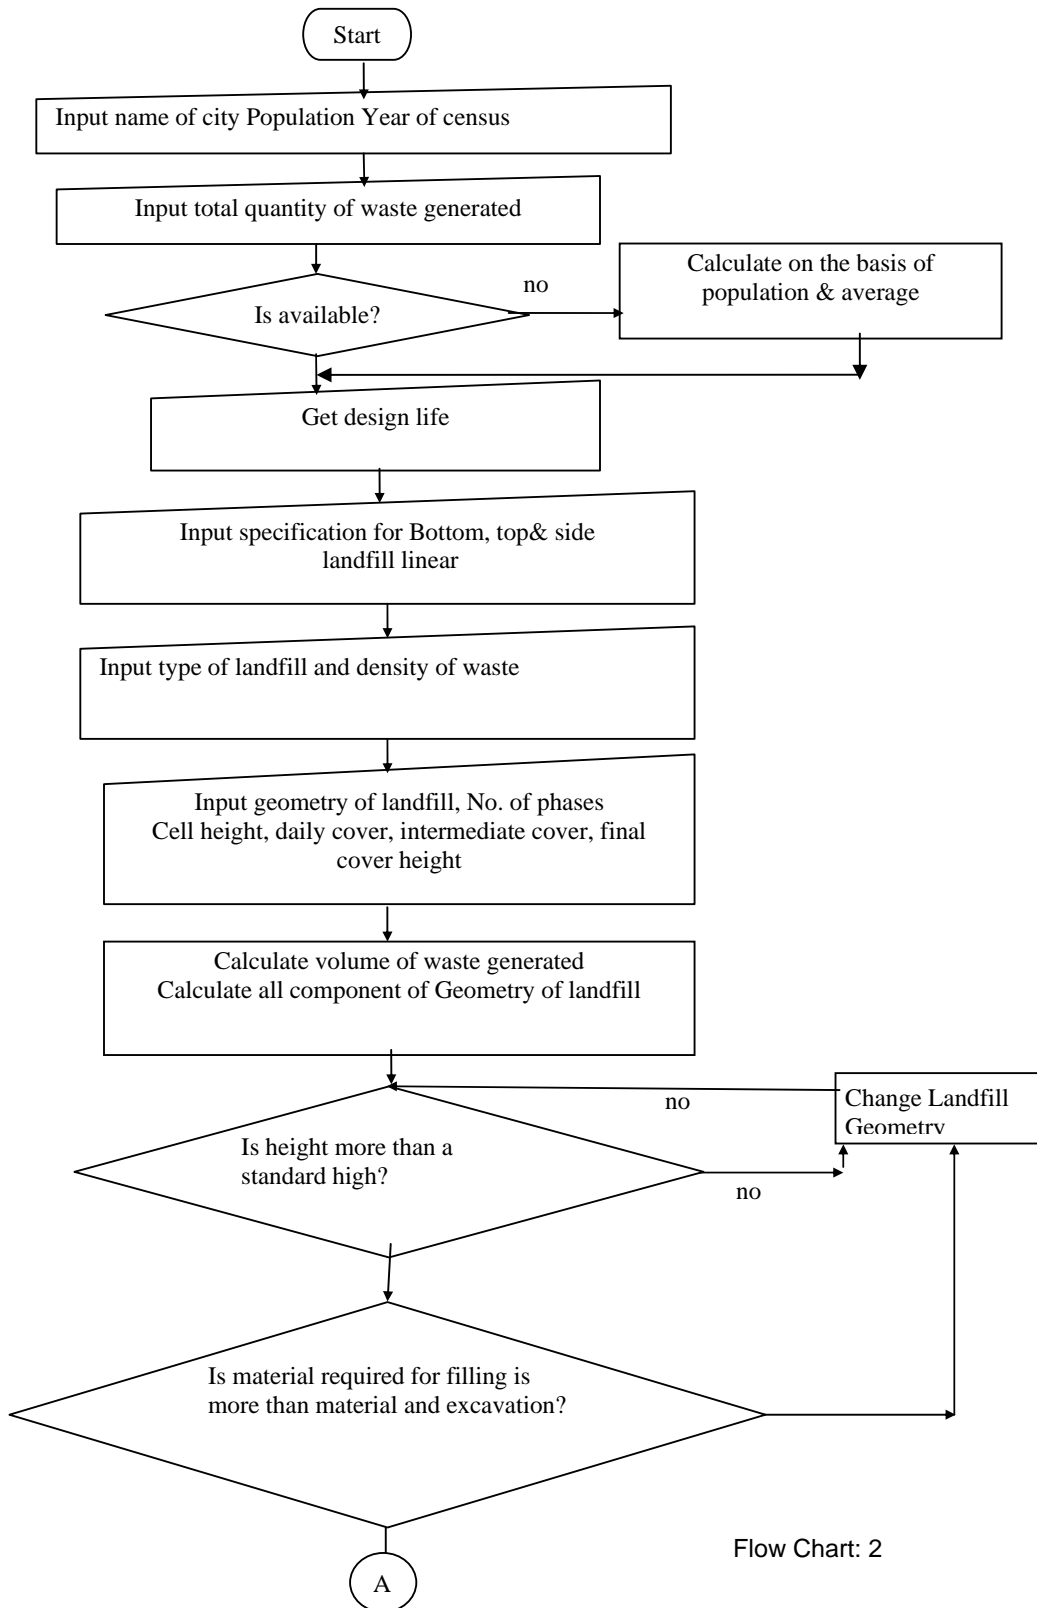 Start
Input name of city Population Year of census
Input total quantity of waste generated
Calculate on the basis of
population & average
no
Is available?
Get design life
Input specification for Bottom, top& side
landfill linear
Input type of landfill and density of waste
Input geometry of landfill, No. of phases
Cell height, daily cover, intermediate cover, final
cover height
Calculate volume of waste generated
Calculate all component of Geometry of landfill
no
Change Landfill
Geometry
Is height more than a
standard high?
no
Is material required for filling is
more than material and excavation?
Flow Chart: 2
A